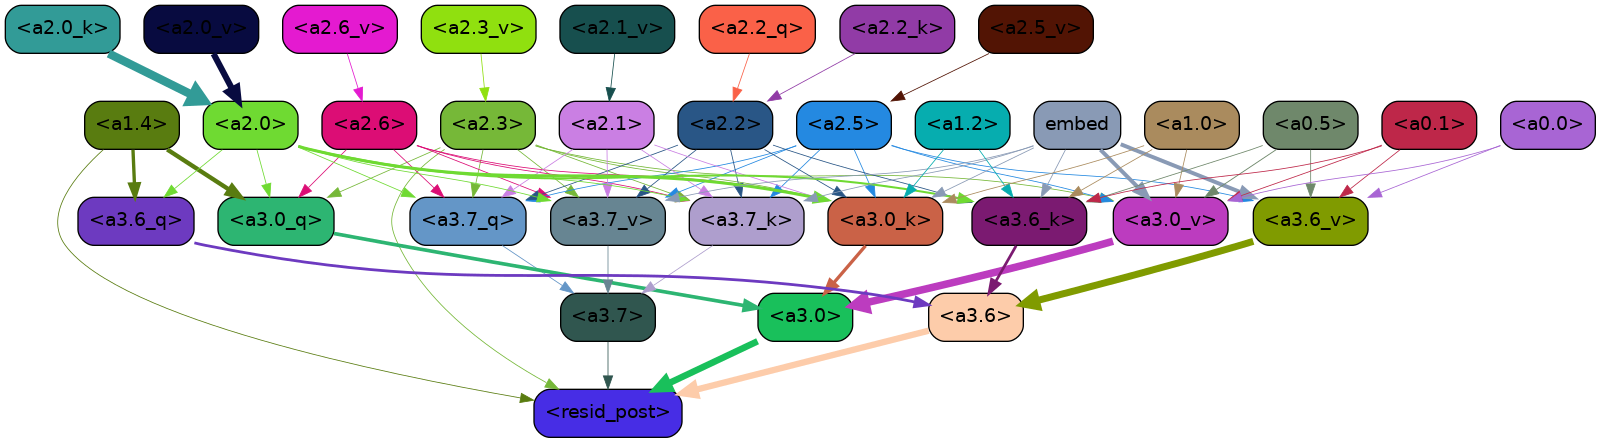 <a2.0_k> <a2.0_v> <a2.6_v> <a2.3_v> <a2.1_v> <a2.2_q> <a2.2_k> <a2.5_v>
<a1.4> <a2.0> <a2.6> <a2.3> <a2.1> <a2.2> <a2.5> <a1.2> embed <a1.0> <a0.5> <a0.1> <a0.0>
<a3.6_q> <a3.0_q> <a3.7_q> <a3.7_v> <a3.7_k> <a3.0_k> <a3.6_k> <a3.0_v> <a3.6_v>
<a3.7> <a3.0> <a3.6>
<resid_post>